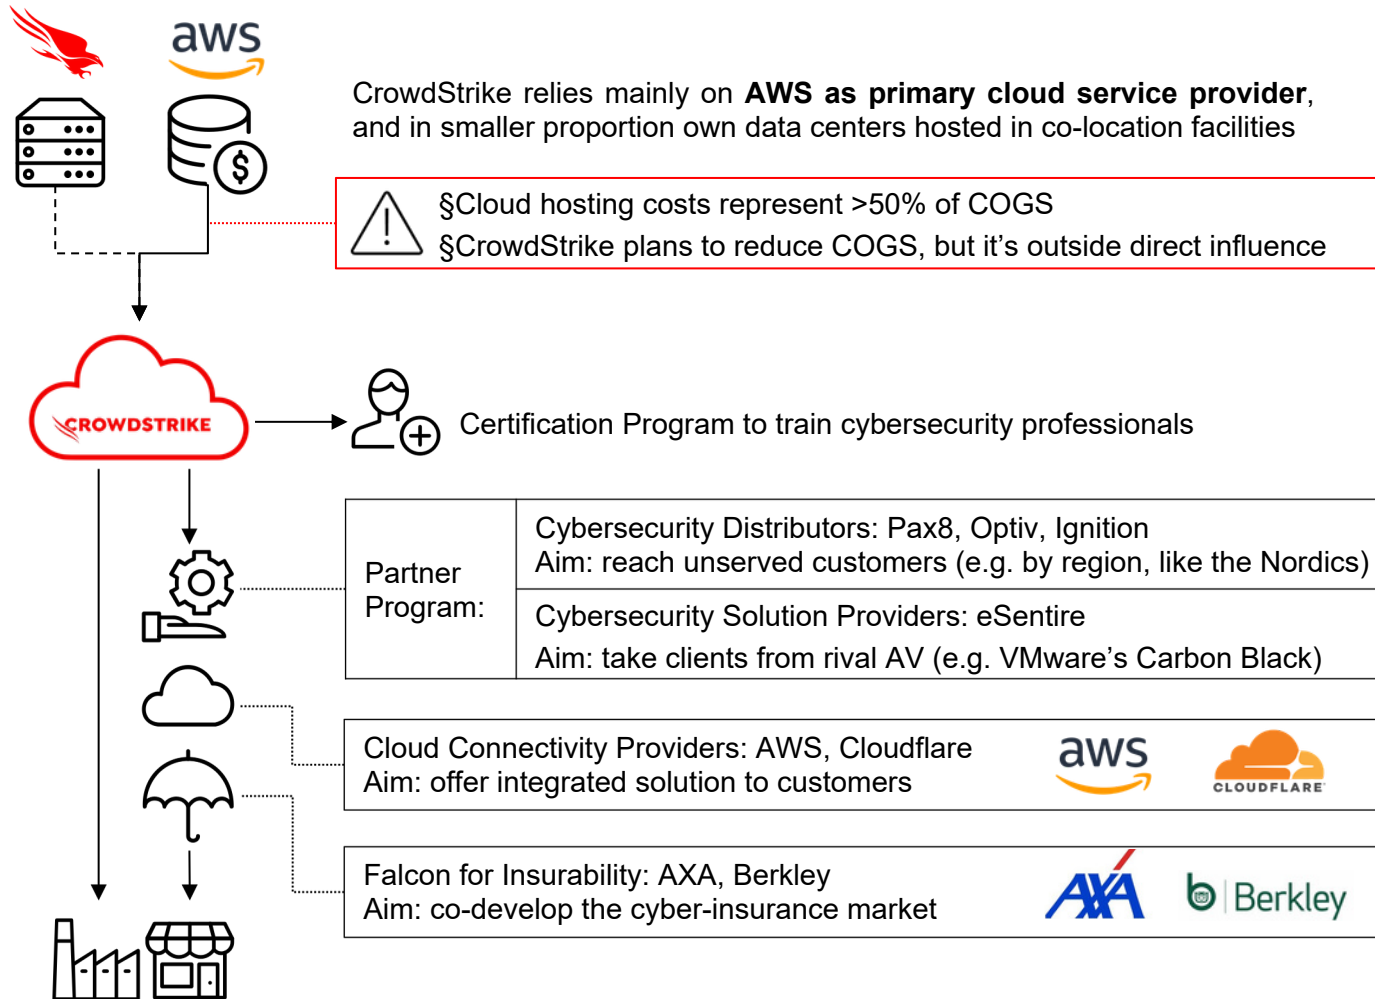 aws
CrowdStrike relies mainly on AWS as primary cloud service provider,
and in smaller proportion own data centers hosted in co-location facilities
$
§Cloud hosting costs represent >50% of COGS
§CrowdStrike plans to reduce COGS, but it's outside direct influence
CROWDSTRIKE
Certification Program to train cybersecurity professionals
Partner
Program:
Cybersecurity Distributors: Pax8, Optiv, Ignition
Aim: reach unserved customers (e.g. by region, like the Nordics)
Cybersecurity Solution Providers: eSentire
Aim: take clients from rival AV (e.g. VMware's Carbon Black)
Cloud Connectivity Providers: AWS, Cloudflare
Aim: offer integrated solution to customers
aws
CLOUDFLARE
Falcon for Insurability: AXA, Berkley
Aim: co-develop the cyber-insurance market
AXA
b | Berkley